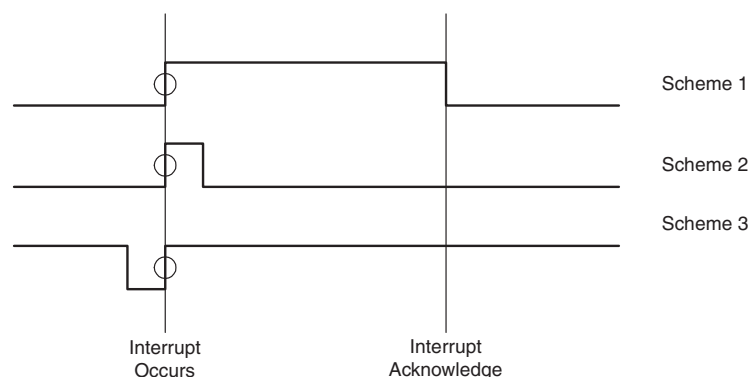 Scheme 1
Scheme 2
Scheme 3
Interrupt
Occurs
Interrupt
Acknowledge